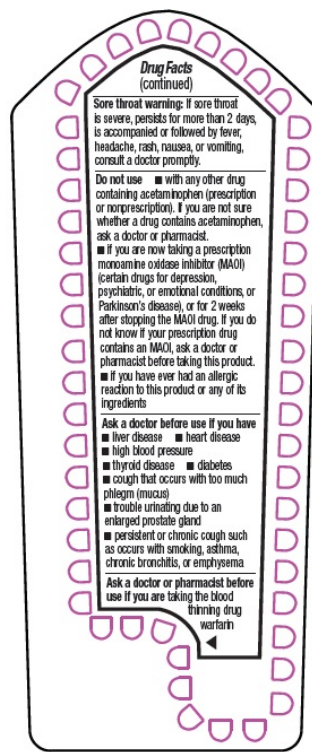 Drug Facts
(continued)
Sore throat warning: If sore throat
is severe, persists for more than 2 days,
is accompanied or followed by fever,
headache, rash, nausea, or vomiting,
consult a doctor promptly.
Do not use ■ with any other drug
containing acetaminophen (prescription
or nonprescription). If you are not sure
whether a drug contains acetaminophen,
ask a doctor or pharmacist.
■ if you are now taking a prescription
monoamine oxidase inhibitor (MAOI)
(certain drugs for depression,
psychiatric, or emotional conditions, or
Parkinson's disease), or for 2 weeks
after stopping the MAOI drug. If you do
not know if your prescription drug
contains an MAOI, ask a doctor or
pharmacist before taking this product.
■ if you have ever had an allergic
reaction to this product or any of its
ingredients
Ask a doctor before use if you have
■ liver disease ■ heart disease
■ high blood pressure
■ thyroid disease ■ diabetes
■ cough that occurs with too much
phlegm (mucus)
■ trouble urinating due to an
enlarged prostate gland
■ persistent or chronic cough such
as occurs with smoking, asthma,
chronic bronchitis, or emphysema
Ask a doctor or pharmacist before
use if you are taking the blood
thinning drug
warfarin